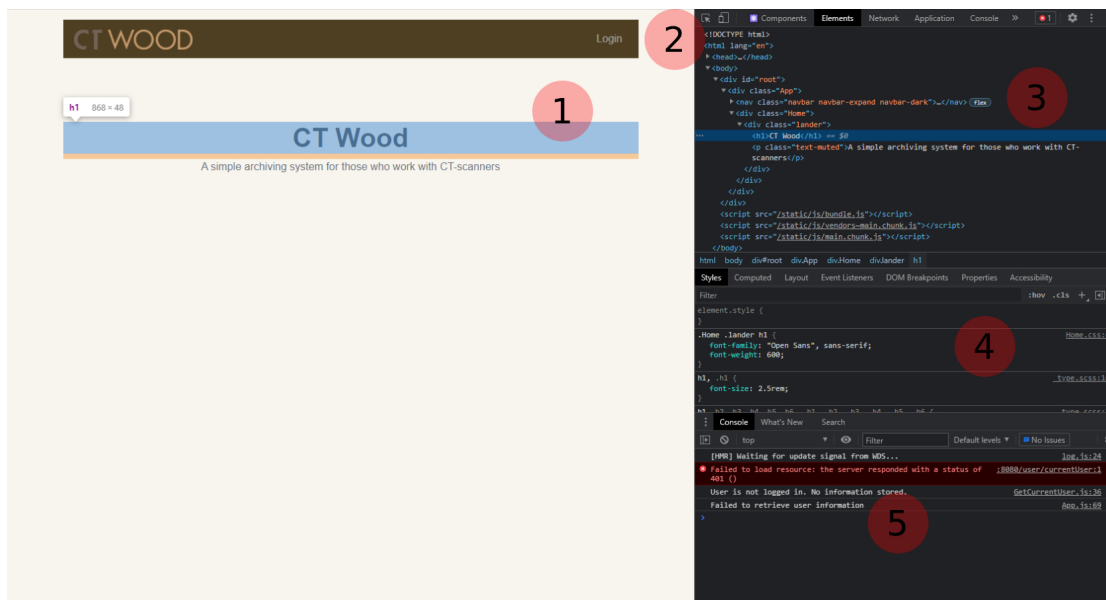 CT WOOD
Login
2
h1 868 × 48
1
CT Wood
A simple archiving system for those who work with CT-scanners
Components Elements Network Application Console » 1
<!DOCTYPE html>
<html lang="en">
<head>…</head>
<body>
<div id="root">
<div class="App">
<nav class="navbar navbar-expand navbar-dark">…</nav> flex
3
<div class="Home">
<div class="lander">
<h1>CT Wood</h1> == $0
<p class="text-muted">A simple archiving system for those who work with CT-
scanners</p>
</div>
</div>
</div>
</div>
<script src="/static/js/bundle.js"></script>
<script src="/static/js/vendors~main.chunk.js"></script>
<script src="/static/js/main.chunk.js"></script>
</body>
html body div#root div.App div.Home div.lander h1
Styles Computed Layout Event Listeners DOM Breakpoints Properties Accessibility
Filter :hov .cls +
element.style {
}
.Home .lander h1 { Home.css:
font-family: "Open Sans", sans-serif;
font-weight: 600;
}
4
h1, .h1 { _type.scss:1
font-size: 2.5rem;
}
Console What's New Search
top Filter Default levels ▼ No Issues
[HMR] Waiting for update signal from WDS... log.js:24
Failed to load resource: the server responded with a status of :8080/user/currentUser:1
401 ()
User is not logged in. No information stored. GetCurrentUser.js:36
Failed to retrieve user information App.js:69
5
>